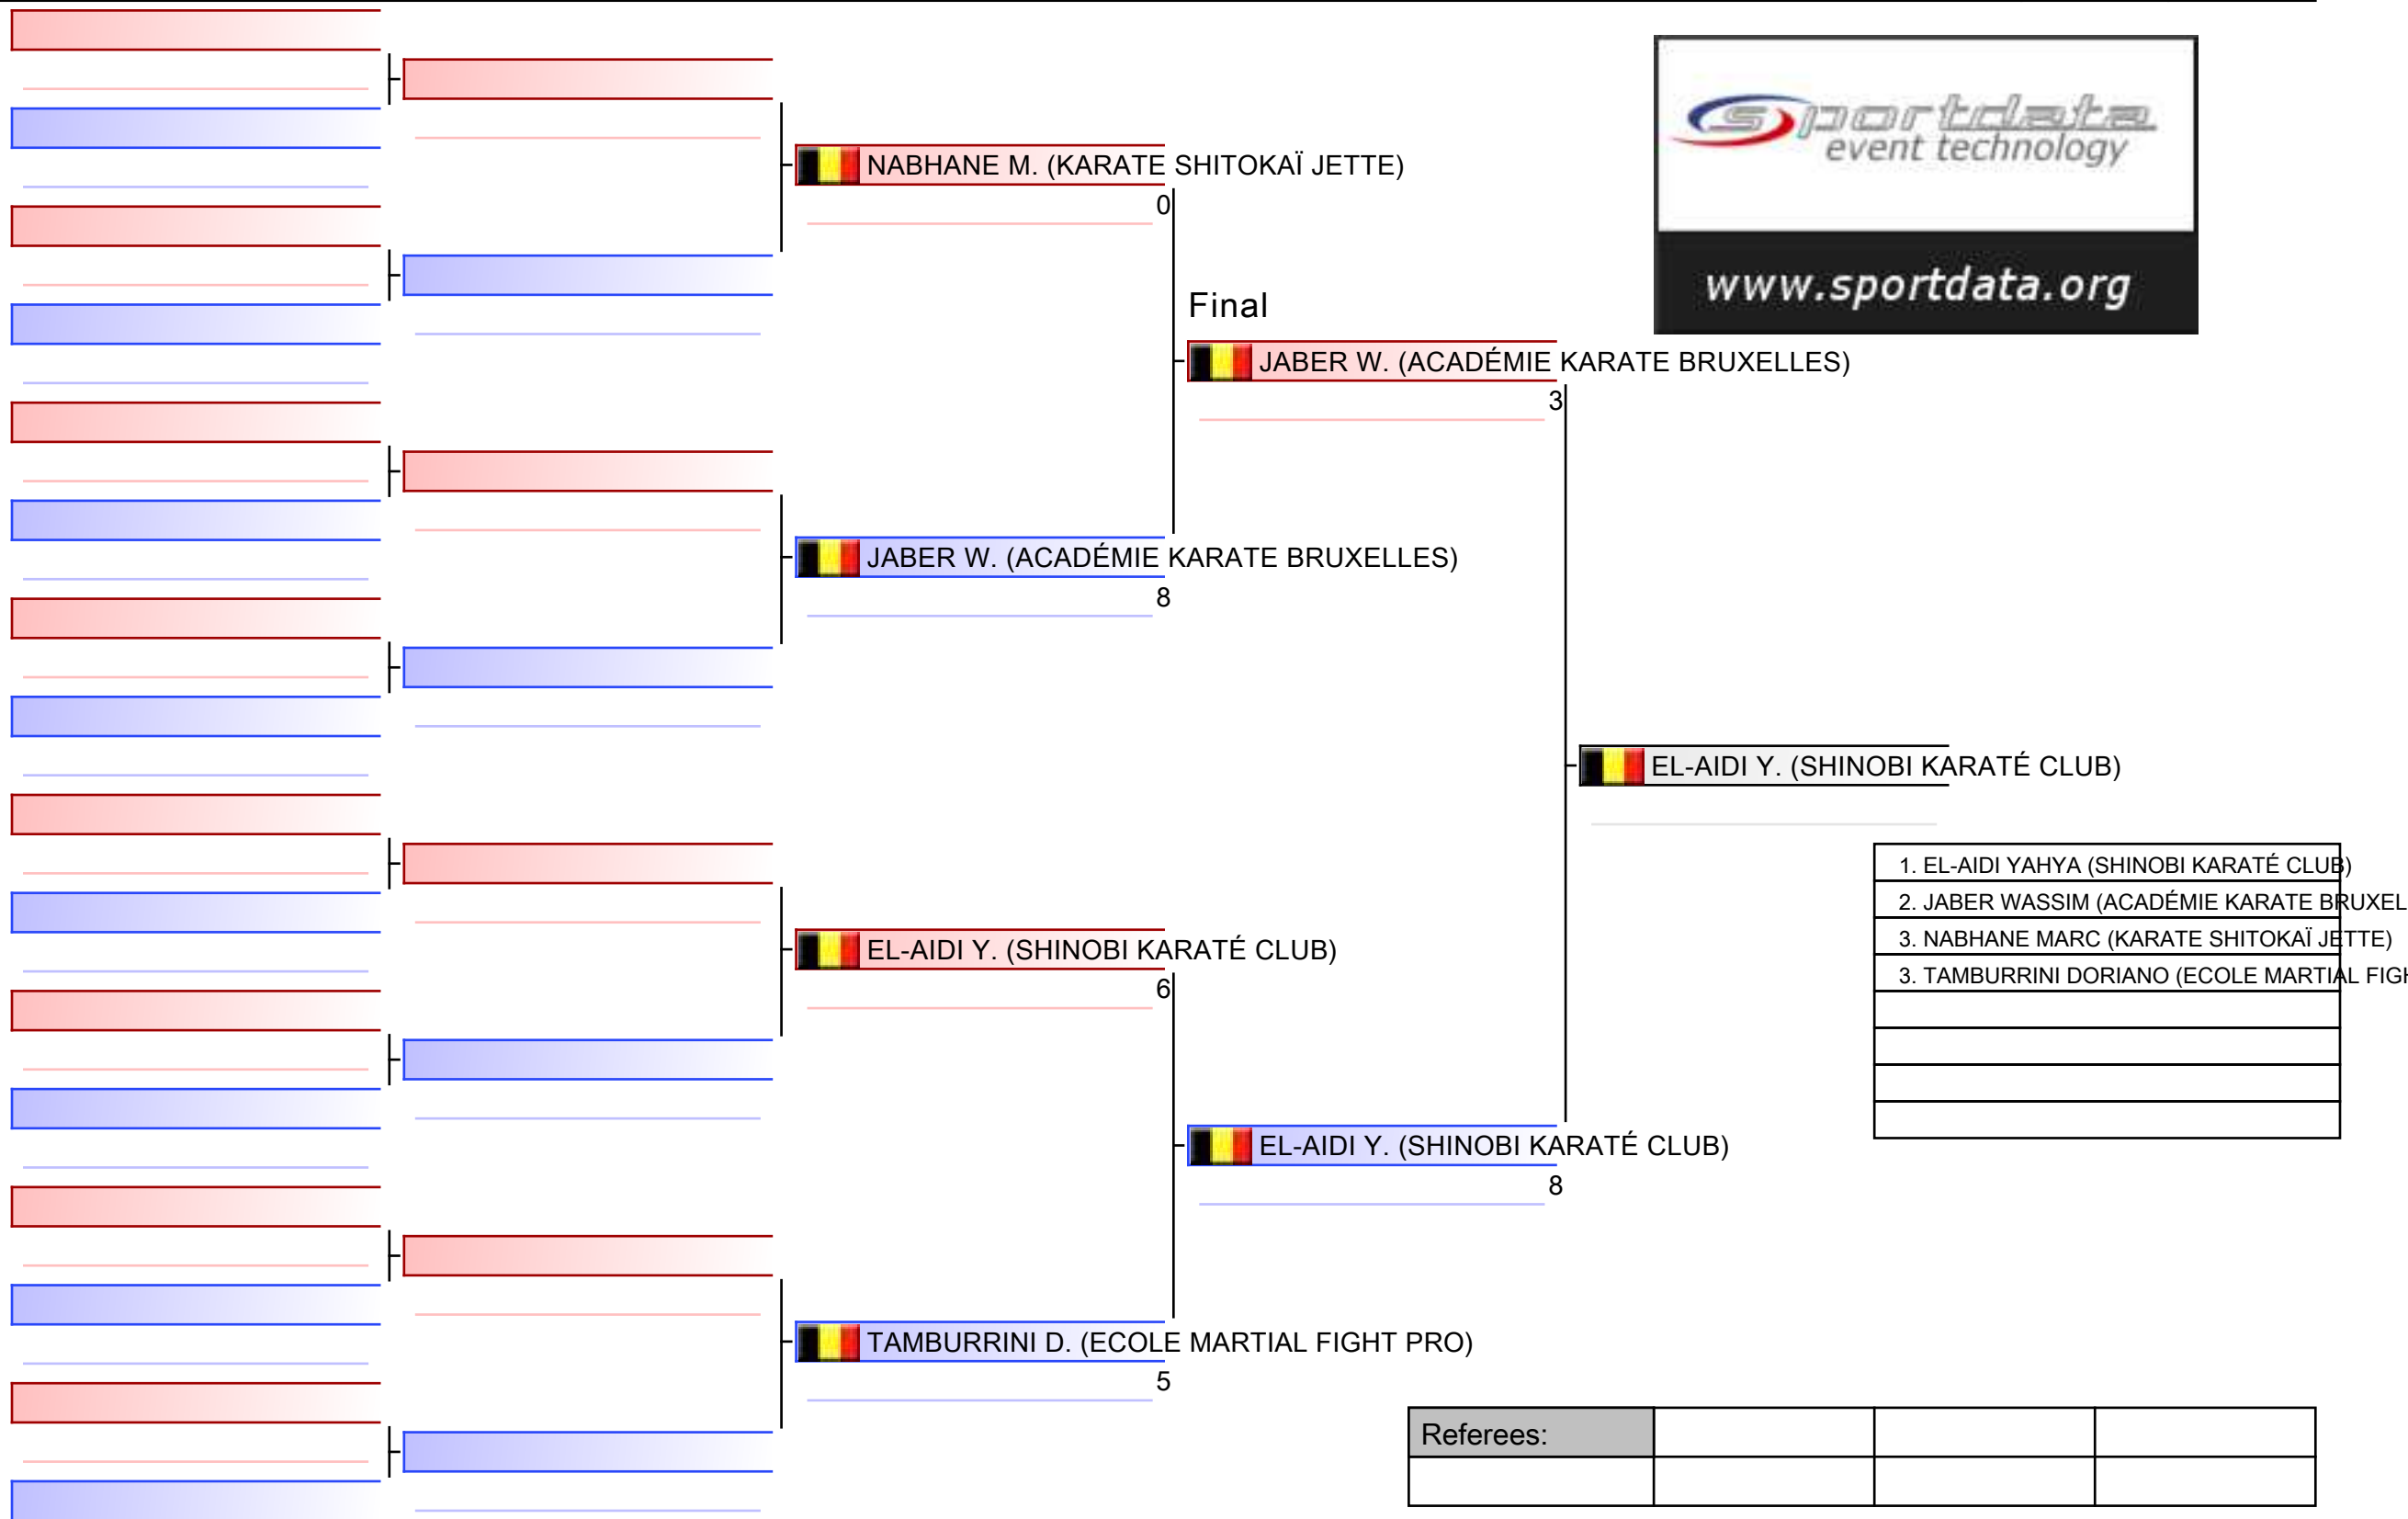 sportdata
event technology
www.sportdata.org
NABHANE M. (KARATE SHITOKAÏ JETTE)
0
Final
JABER W. (ACADÉMIE KARATE BRUXELLES)
3
JABER W. (ACADÉMIE KARATE BRUXELLES)
8
EL-AIDI Y. (SHINOBI KARATÉ CLUB)
1. EL-AIDI YAHYA (SHINOBI KARATÉ CLUB)
2. JABER WASSIM (ACADÉMIE KARATE BRUXEL
3. NABHANE MARC (KARATE SHITOKAÏ JETTE)
3. TAMBURRINI DORIANO (ECOLE MARTIAL FIGH
EL-AIDI Y. (SHINOBI KARATÉ CLUB)
6
EL-AIDI Y. (SHINOBI KARATÉ CLUB)
8
TAMBURRINI D. (ECOLE MARTIAL FIGHT PRO)
5
Referees: